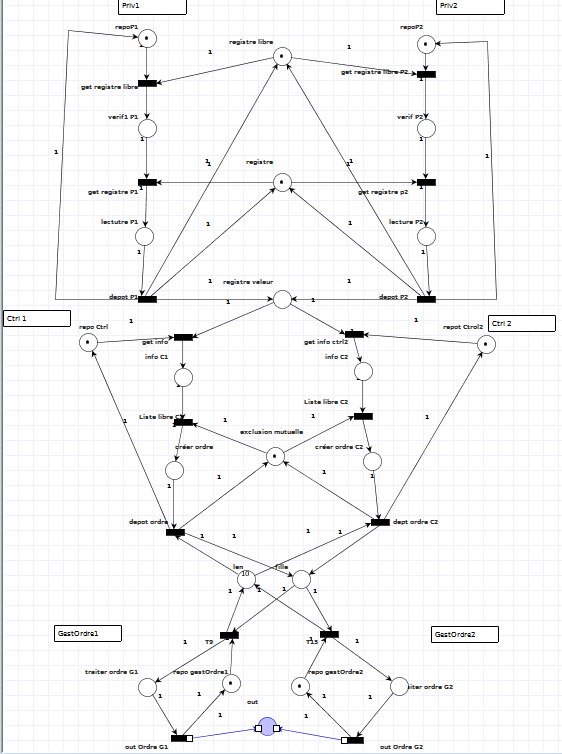 Priv1
Priv2
repoP1
repoP2
registre libre
1
1
get registre libre P2
get registre libre
1
1
verif1 P1
verif P2
1
1
1
1
registre
1
1
1
1
get registre P1
get registre p2
lectutre P1
lecture P2
1
1
1
1
registre valeur
1
1
depot P1
depot P2
1
1
Ctrl 1
Ctrl 2
1
1
repo Ctrl
repot Ctrol2
get info
get info ctrl2
info C1
info C2
Liste libre C2
Liste libre C
1
1
1
1
exclusion mutuelle
créer ordre
créer ordre C2
1
1
1
1
1
depot ordre
dept ordre C2
1
1
1
1
len
fille
10
1
1
1
1
GestOrdre1
GestOrdre2
T9
T15
1
1
traiter ordre G1
repo gestOrdre1
repo gestOrdre2
iter ordre G2
1
1
1
1
out
1
1
out Ordre G1
out Ordre G2